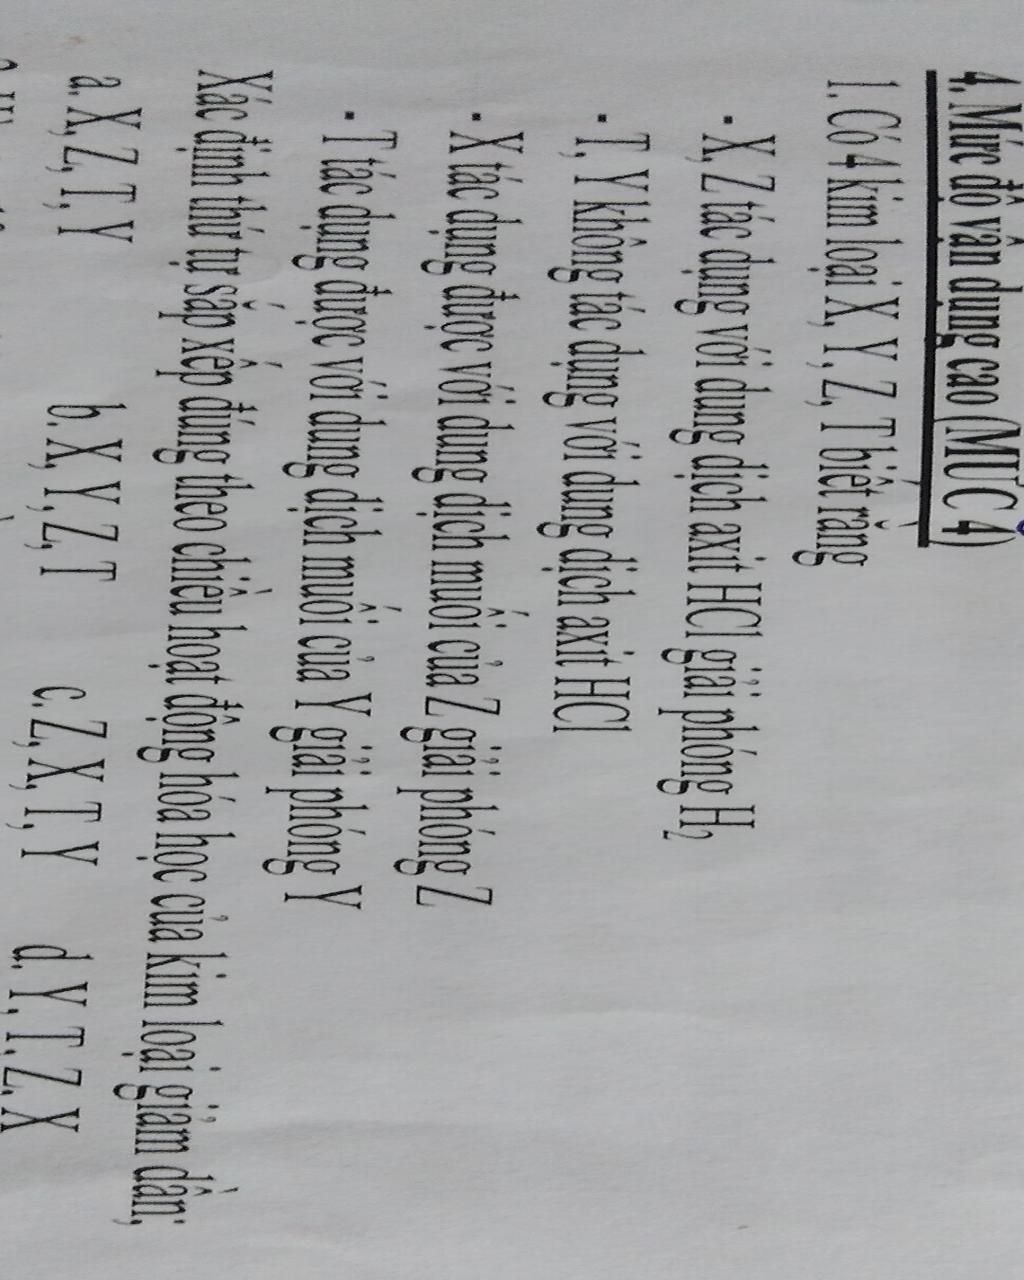 4. Mức độ vận dụng cao (MỨC 4)
1. Có 4 kim loại X, Y ,Z, T biết rằng
▪ X, Z tác dụng với dung dịch axit HCl giải phóng H₂
▪ T, Y không tác dụng với dung dịch axit HCl
▪ X tác dụng được với dung dịch muối của Z giải phóng Z
▪ T tác dụng được với dung dịch muối của Y giải phóng Y
Xác định thứ tự sắp xếp đúng theo chiều hoạt động hóa học của kim loại giảm dần;
a. X, Z, T, Y b. X, Y, Z, T c. Z, X, T, Y d. Y, T, Z, X